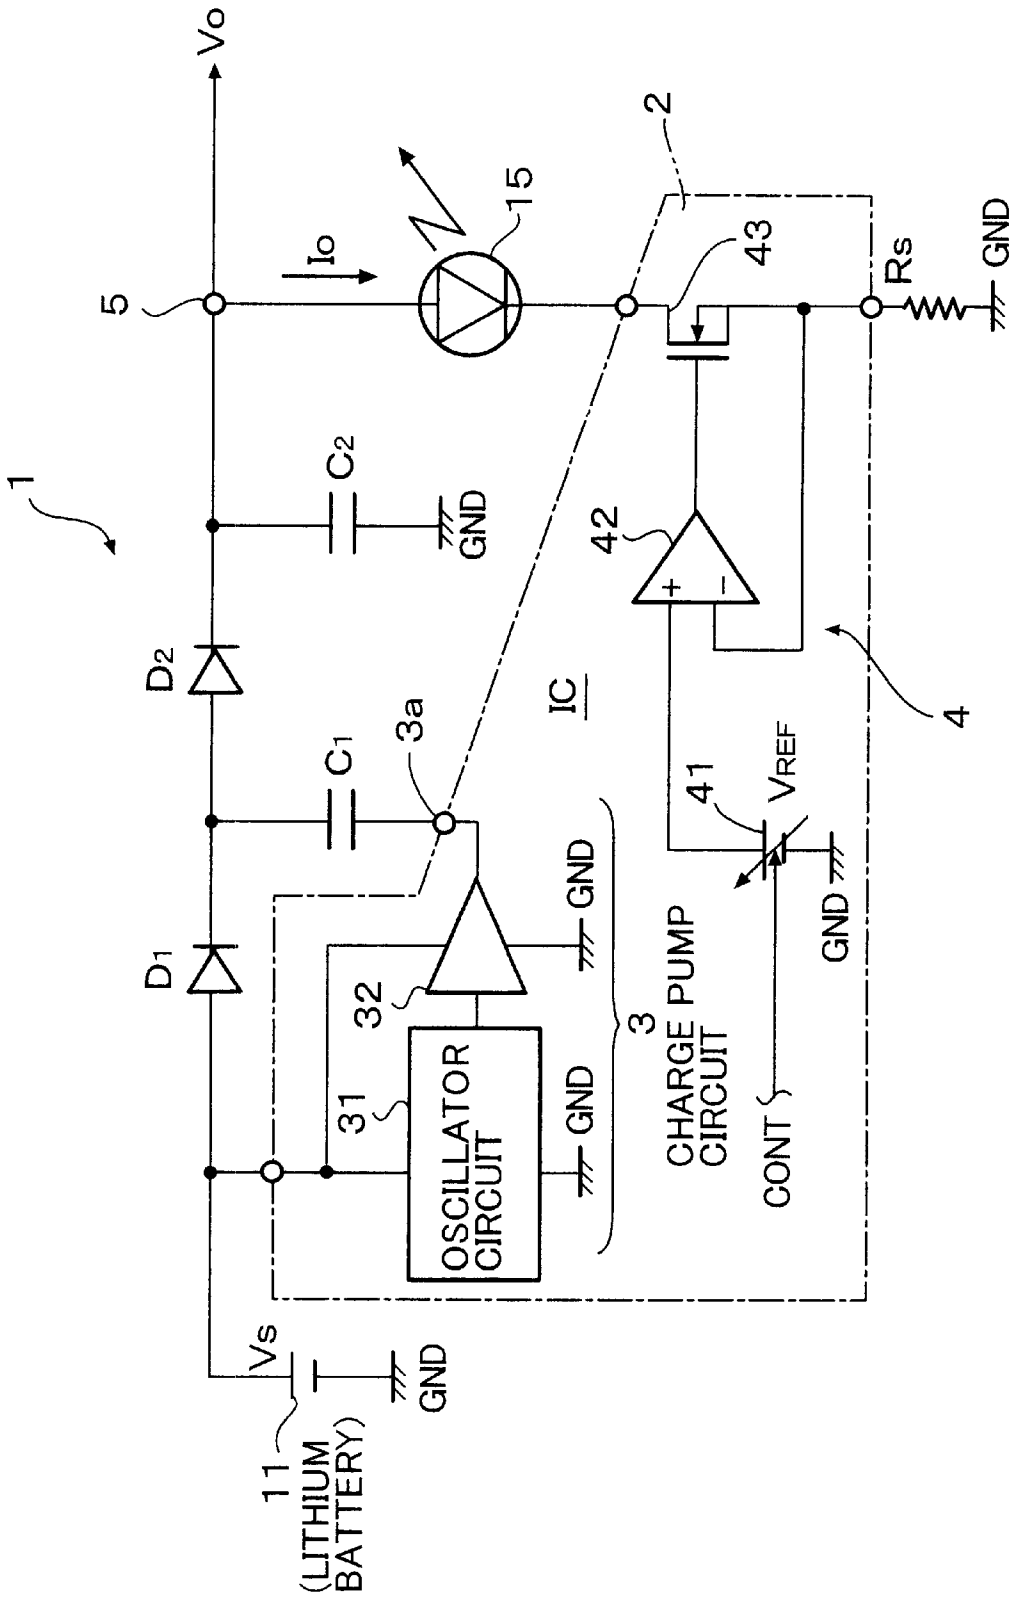 1
5
Vo
Io
15
D1
D2
C1
C2
GND
3a
2
Vs
11
(LITHIUM
BATTERY)
GND
31
OSCILLATOR
CIRCUIT
32
GND
GND
3
CHARGE PUMP
CIRCUIT
IC
42
+
−
43
41
VREF
CONT
GND
4
Rs
GND